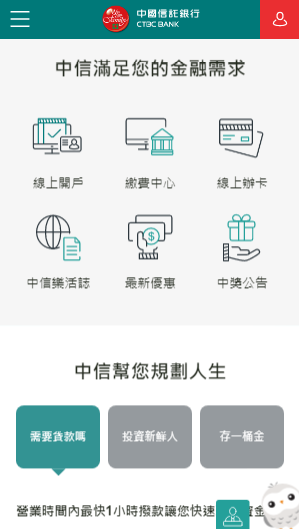 We are family
中國信託銀行
CTBC BANK
中信滿足您的金融需求
線上開戶
繳費中心
線上辦卡
中信樂活誌
最新優惠
中獎公告
中信幫您規劃人生
需要貸款嗎
投資新鮮人
存一桶金
營業時間內最快1小時撥款讓您快速 金